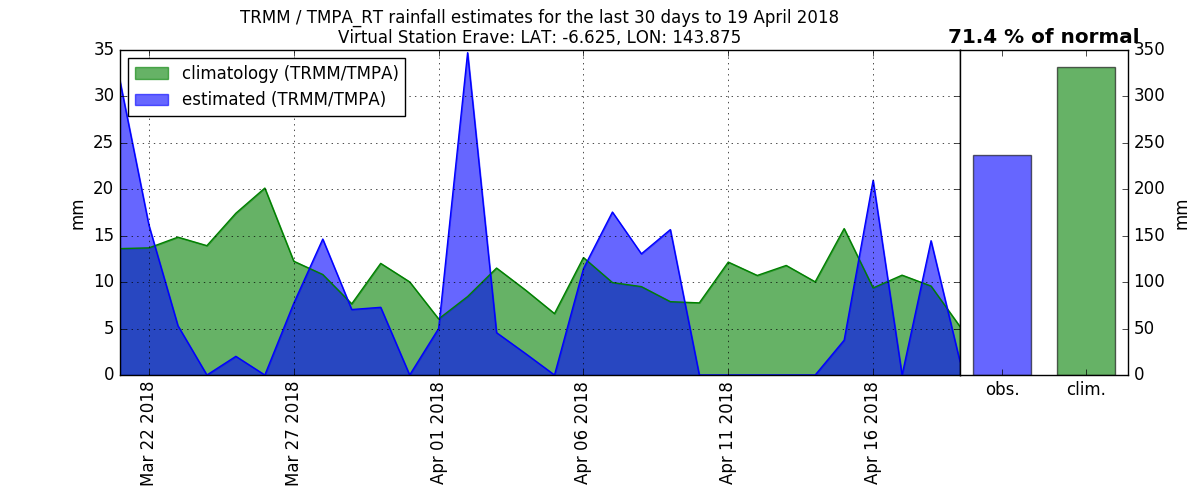 TRMM / TMPA_RT rainfall estimates for the last 30 days to 19 April 2018
Virtual Station Erave: LAT: -6.625, LON: 143.875
71.4 % of normal
climatology (TRMM/TMPA)
estimated (TRMM/TMPA)
mm
35
30
25
20
15
10
5
0
Mar 22 2018
Mar 27 2018
Apr 01 2018
Apr 06 2018
Apr 11 2018
Apr 16 2018
350
300
250
200
150
100
50
0
mm
obs.
clim.